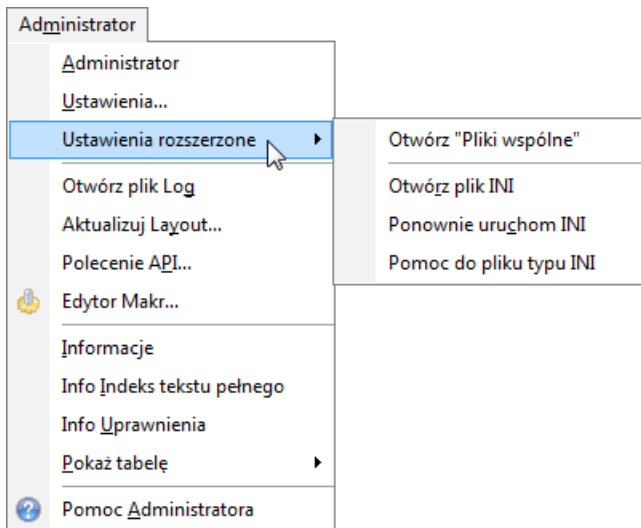 Administrator
Administrator
Ustawienia...
Ustawienia rozszerzone
Otwórz "Pliki wspólne"
Otwórz plik INI
Ponownie uruchom INI
Pomoc do pliku typu INI
Otwórz plik Log
Aktualizuj Layout...
Polecenie API...
Edytor Makr...
Informacje
Info Indeks tekstu pełnego
Info Uprawnienia
Pokaż tabelę
Pomoc Administratora